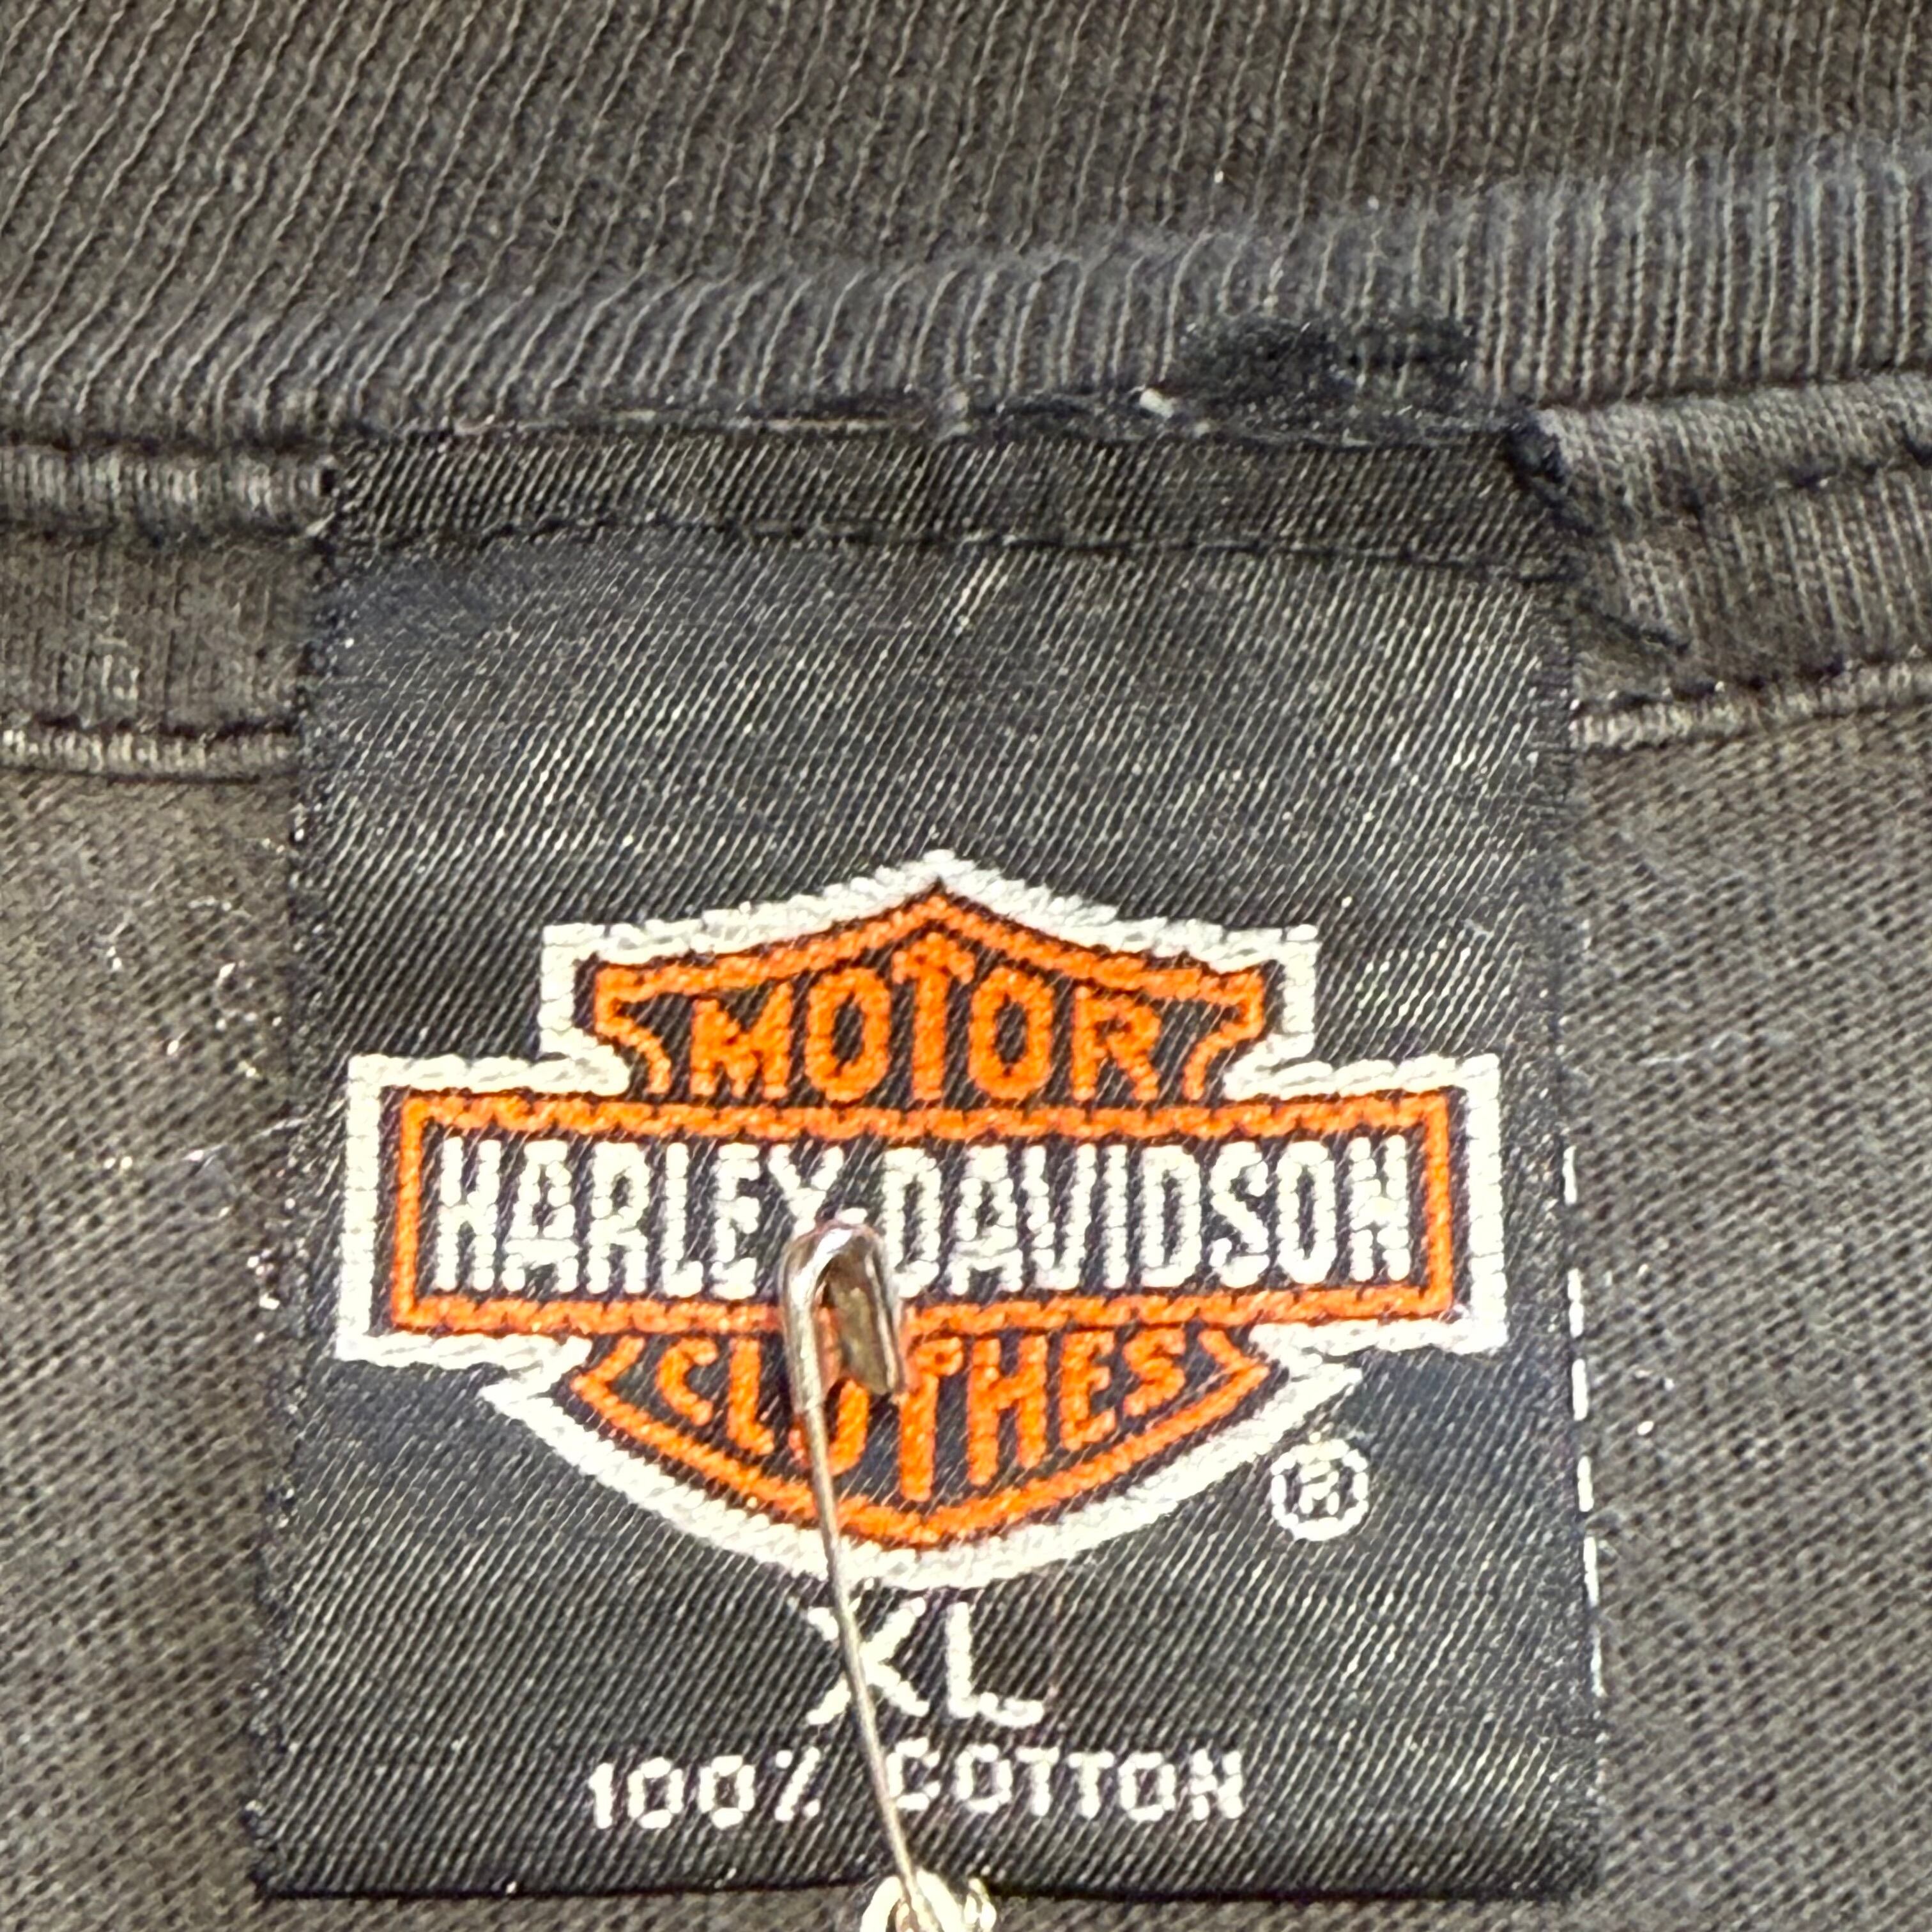 MOTOR
HARLEY-DAVIDSON
CLOTHES
®
XL
100% COTTON